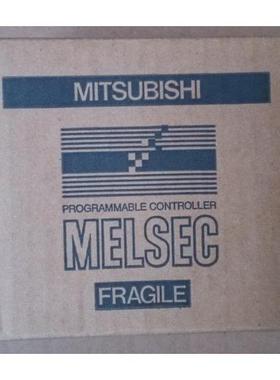 MITSUBISHI
PROGRAMMABLE CONTROLLER
MELSEC
FRAGILE